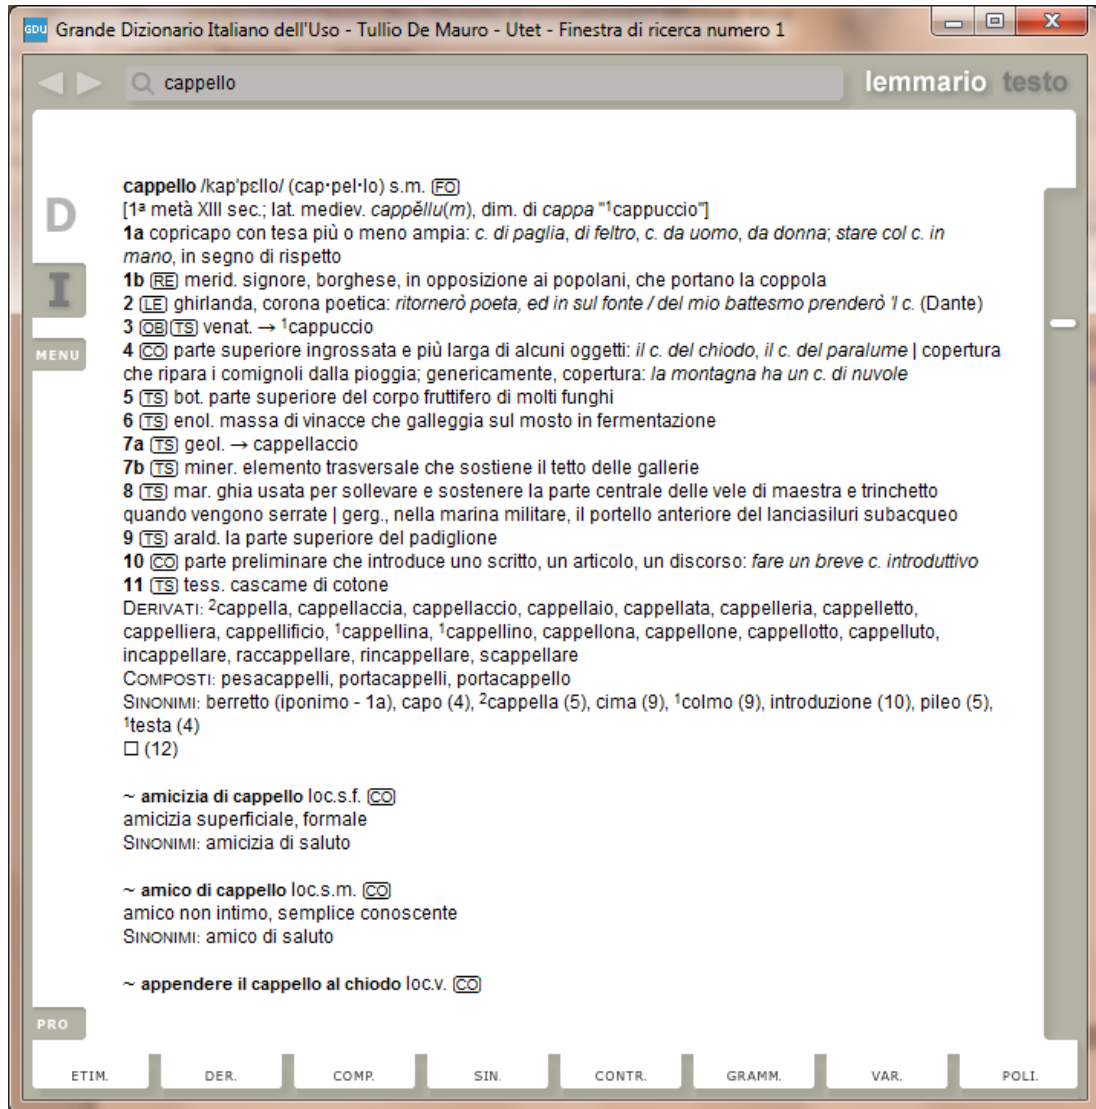 GDU Grande Dizionario Italiano dell'Uso - Tullio De Mauro - Utet - Finestra di ricerca numero 1
cappello lemmario testo
D
I
MENU
cappello /kap'pɛllo/ (cap·pel·lo) s.m. FO
[1ª metà XIII sec.; lat. mediev. cappĕllu(m), dim. di cappa "¹cappuccio"]
1a copricapo con tesa più o meno ampia: c. di paglia, di feltro, c. da uomo, da donna; stare col c. in
mano, in segno di rispetto
1b RE merid. signore, borghese, in opposizione ai popolani, che portano la coppola
2 LE ghirlanda, corona poetica: ritornerò poeta, ed in sul fonte / del mio battesmo prenderò 'l c. (Dante)
3 OB TS venat. → ¹cappuccio
4 CO parte superiore ingrossata e più larga di alcuni oggetti: il c. del chiodo, il c. del paralume | copertura
che ripara i comignoli dalla pioggia; genericamente, copertura: la montagna ha un c. di nuvole
5 TS bot. parte superiore del corpo fruttifero di molti funghi
6 TS enol. massa di vinacce che galleggia sul mosto in fermentazione
7a TS geol. → cappellaccio
7b TS miner. elemento trasversale che sostiene il tetto delle gallerie
8 TS mar. ghia usata per sollevare e sostenere la parte centrale delle vele di maestra e trinchetto
quando vengono serrate | gerg., nella marina militare, il portello anteriore del lanciasiluri subacqueo
9 TS arald. la parte superiore del padiglione
10 CO parte preliminare che introduce uno scritto, un articolo, un discorso: fare un breve c. introduttivo
11 TS tess. cascame di cotone
DERIVATI: ²cappella, cappellaccia, cappellaccio, cappellaio, cappellata, cappelleria, cappelletto,
cappelliera, cappellificio, ¹cappellina, ¹cappellino, cappellona, cappellone, cappellotto, cappelluto,
incappellare, raccappellare, rincappellare, scappellare
COMPOSTI: pesacappelli, portacappelli, portacappello
SINONIMI: berretto (iponimo - 1a), capo (4), ²cappella (5), cima (9), ¹colmo (9), introduzione (10), pileo (5),
¹testa (4)
□ (12)
~ amicizia di cappello loc.s.f. CO
amicizia superficiale, formale
SINONIMI: amicizia di saluto
~ amico di cappello loc.s.m. CO
amico non intimo, semplice conoscente
SINONIMI: amico di saluto
~ appendere il cappello al chiodo loc.v. CO
PRO
ETIM. DER. COMP. SIN. CONTR. GRAMM. VAR. POLI.